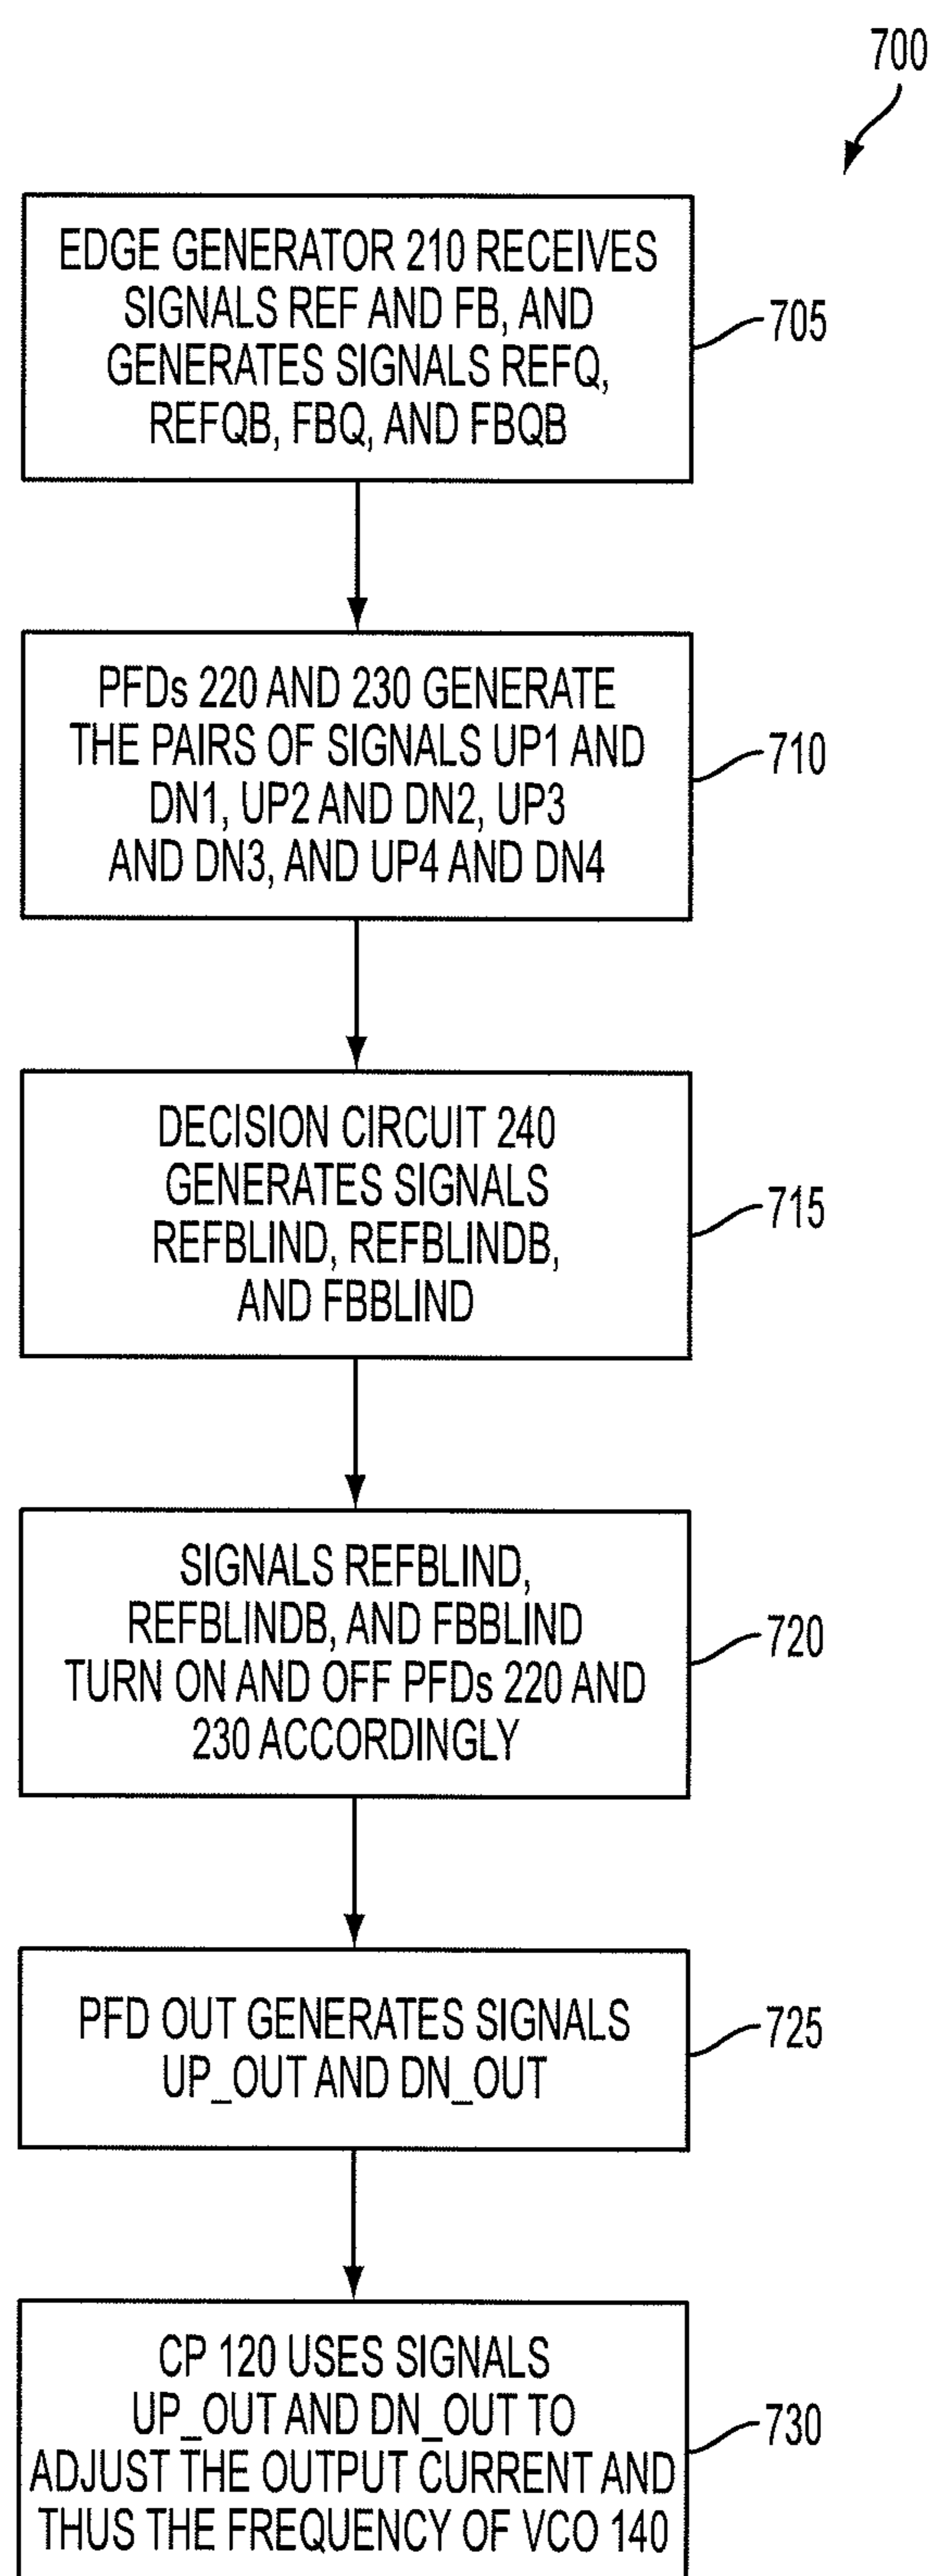 700
EDGE GENERATOR 210 RECEIVES
SIGNALS REF AND FB, AND
GENERATES SIGNALS REFQ,
REFQB, FBQ, AND FBQB
705
PFDs 220 AND 230 GENERATE
THE PAIRS OF SIGNALS UP1 AND
DN1, UP2 AND DN2, UP3
AND DN3, AND UP4 AND DN4
710
DECISION CIRCUIT 240
GENERATES SIGNALS
REFBLIND, REFBLINDB,
AND FBBLIND
715
SIGNALS REFBLIND,
REFBLINDB, AND FBBLIND
TURN ON AND OFF PFDs 220 AND
230 ACCORDINGLY
720
PFD OUT GENERATES SIGNALS
UP_OUT AND DN_OUT
725
CP 120 USES SIGNALS
UP_OUT AND DN_OUT TO
ADJUST THE OUTPUT CURRENT AND
THUS THE FREQUENCY OF VCO 140
730